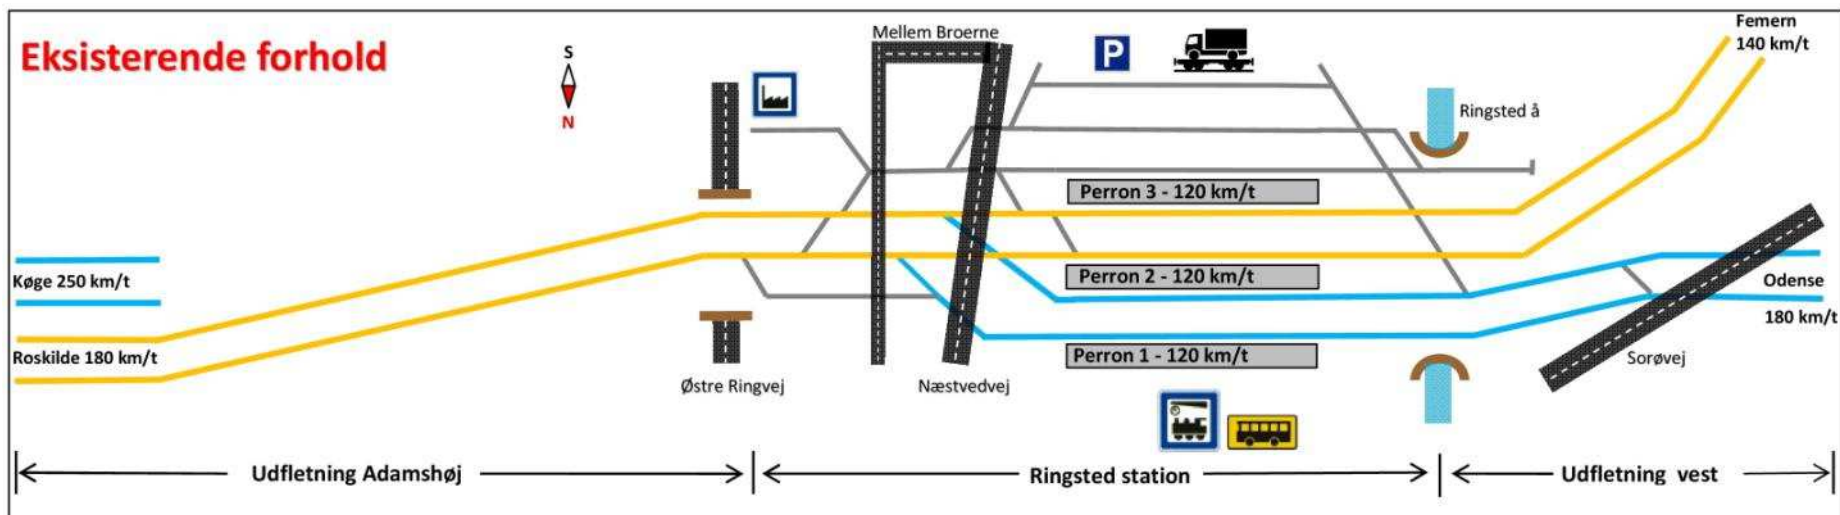 Eksisterende forhold
S
N
Mellem Broerne
P
Femern
140 km/t
Ringsted å
Perron 3 - 120 km/t
Køge 250 km/t
Perron 2 - 120 km/t
Odense
180 km/t
Roskilde 180 km/t
Perron 1 - 120 km/t
Sorøvej
Østre Ringvej
Næstvedvej
Udfletning Adamshøj
Ringsted station
Udfletning vest